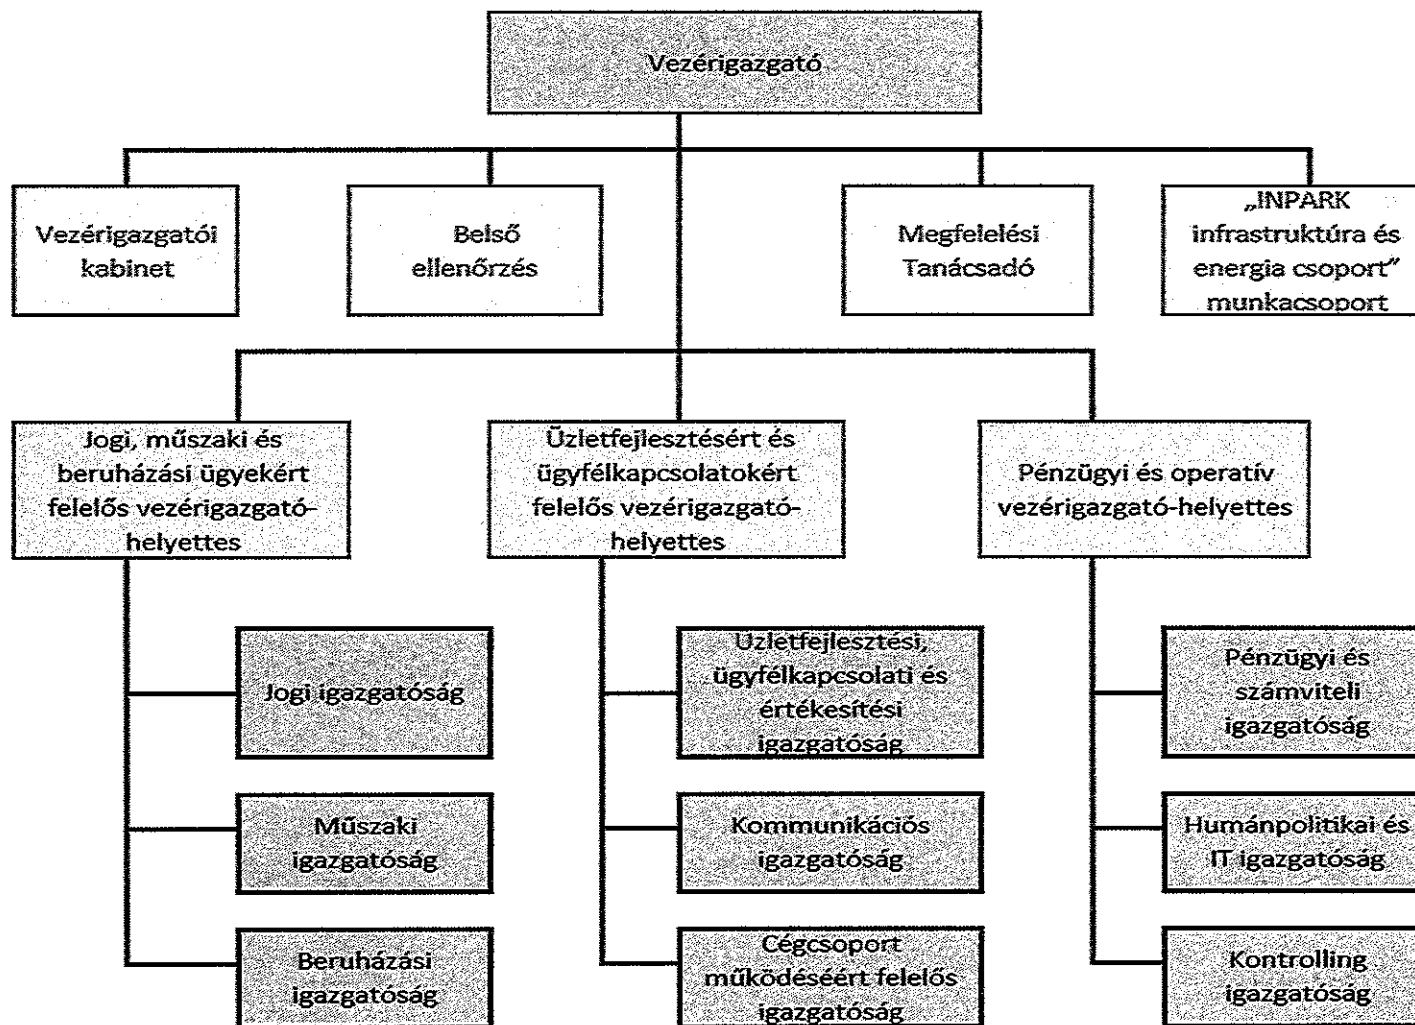 Vezérigazgató
Vezérigazgatói
kabinet
Belső
ellenőrzés
Megfelelési
Tanácsadó
„INPARK
infrastruktúra és
energia csoport”
munkacsoport
Jogi, műszaki és
beruházási ügyekért
felelős vezérigazgató-
helyettes
Üzletfejlesztésért és
ügyfélkapcsolatokért
felelős vezérigazgató-
helyettes
Pénzügyi és operatív
vezérigazgató-helyettes
Jogi igazgatóság
Műszaki
igazgatóság
Beruházási
igazgatóság
Üzletfejlesztési,
ügyfélkapcsolati és
értékesítési
igazgatóság
Kommunikációs
igazgatóság
Cégcsoport
működéséért felelős
igazgatóság
Pénzügyi és
számviteli
igazgatóság
Humánpolitikai és
IT igazgatóság
Kontrolling
igazgatóság